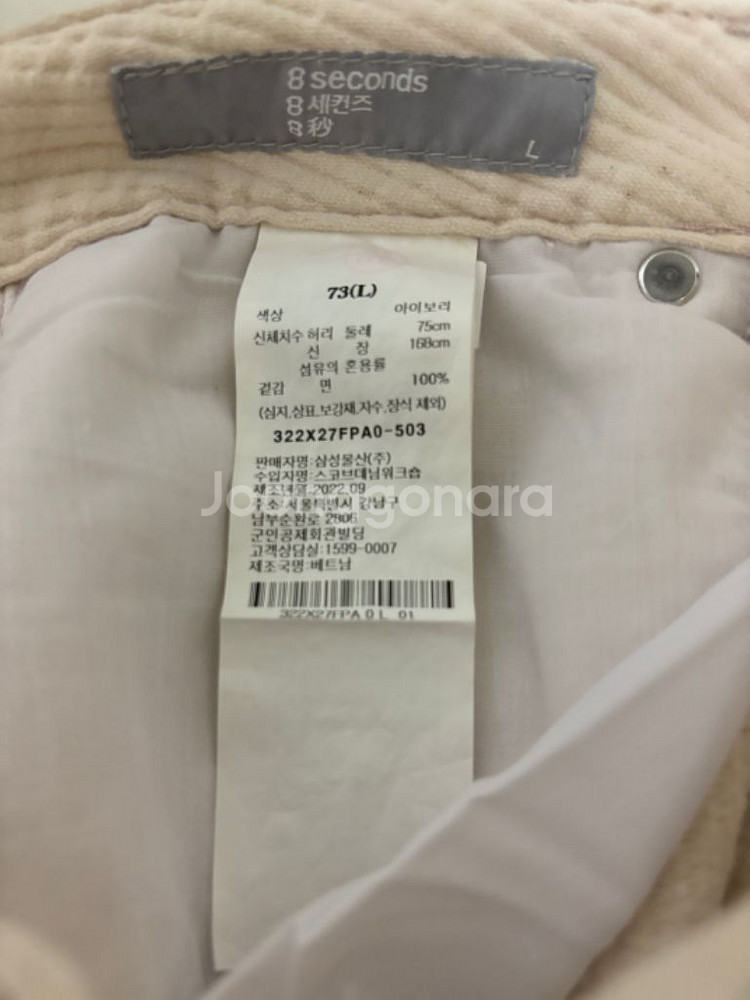 8 seconds
8 세컨즈
8 秒
L
73(L)
색상 아이보리
신체치수 허리 둘레 75cm
신 장 168cm
섬유의 혼용률
겉감 면 100%
(심지,상표,보강재,자수,장식 제외)
322X27FPA0-503
판매자명:삼성물산(주)
수입자명:스코브데님워크숍
제조년월:2022.09
주소:서울특별시 강남구
남부순환로 2806
군인공제회관빌딩
고객상담실:1599-0007
제조국명:베트남
322X27FPA0L 01
Joonggonara